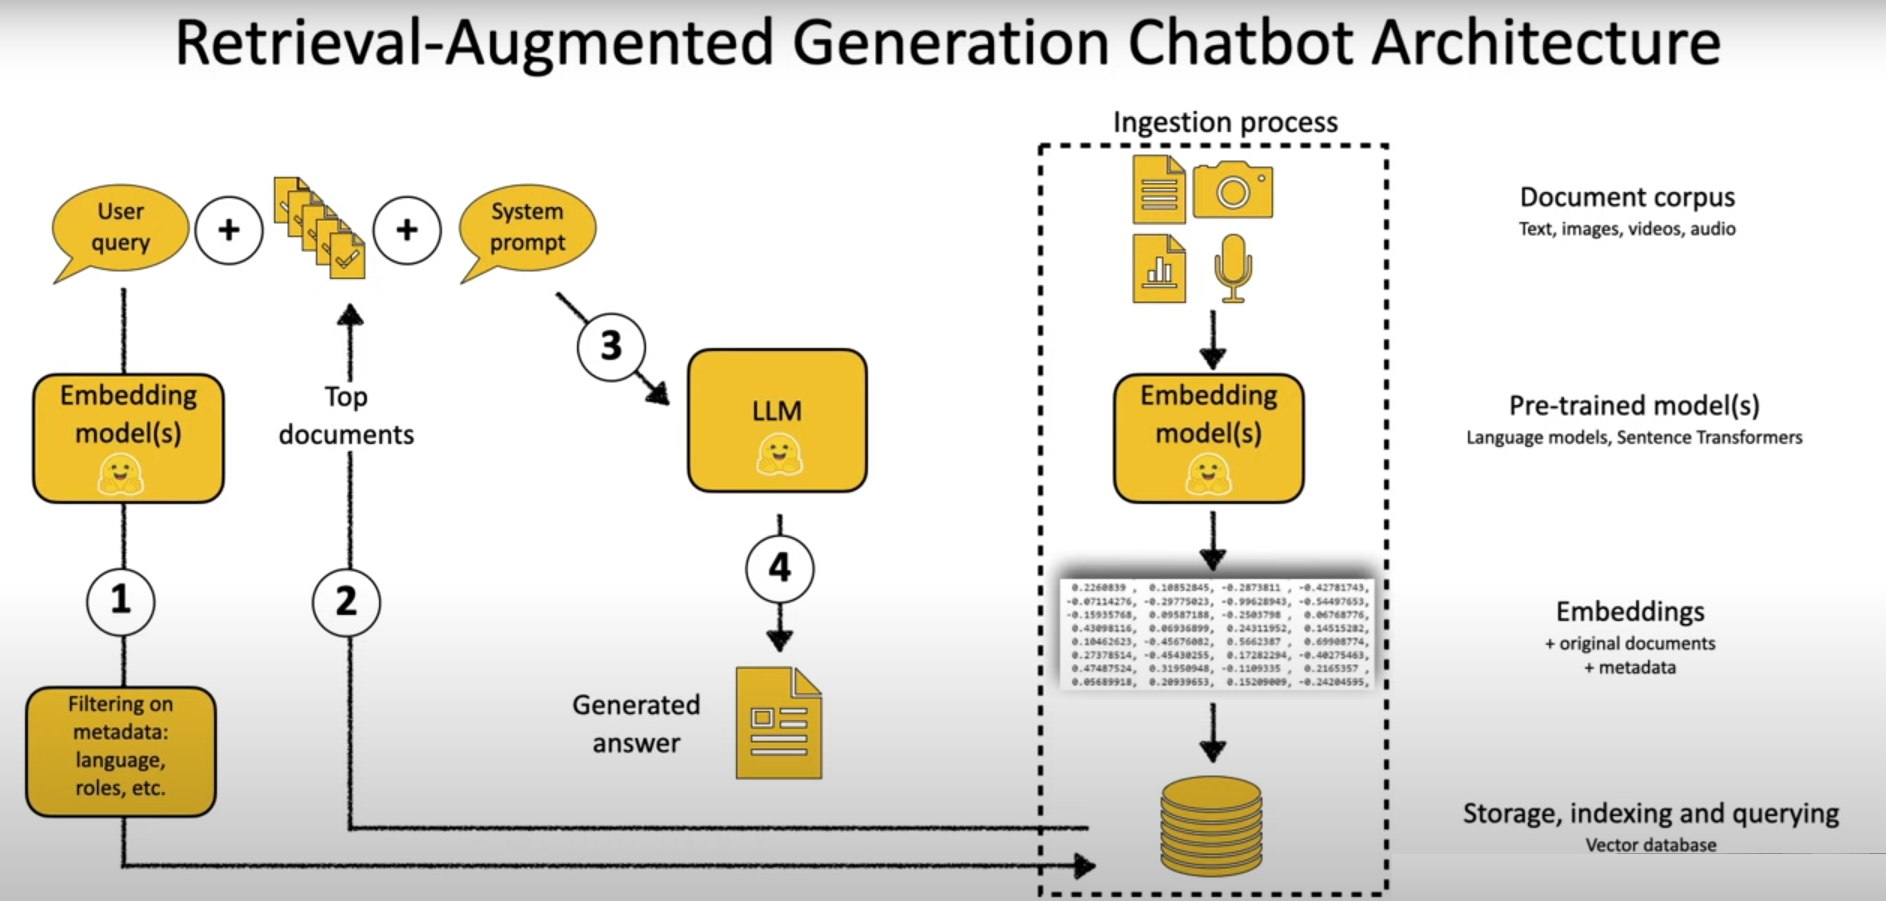 Retrieval-Augmented Generation Chatbot Architecture
Ingestion process
User
query
+
+
System
prompt
Document corpus
Text, images, videos, audio
3
Embedding
model(s)
Top
documents
LLM
Embedding
model(s)
Pre-trained model(s)
Language models, Sentence Transformers
1
2
4
0.2260839 , 0.10852845, -0.2873811 , -0.42781743,
-0.07114276, -0.29775023, -0.99628943, -0.54497653,
-0.15935768, 0.09587188, -0.2503798 , 0.06768776,
0.43098116, 0.06936899, 0.24311952, 0.14515282,
0.10462623, -0.45676082, 0.5662387 , 0.69908774,
0.27378514, -0.45430255, 0.17282294, -0.40275463,
0.47487524, 0.31950948, -0.1109335 , 0.2165357 ,
0.05689918, 0.20939653, 0.15209009, -0.24204595,
Embeddings
+ original documents
+ metadata
Filtering on
metadata:
language,
roles, etc.
Generated
answer
Storage, indexing and querying
Vector database